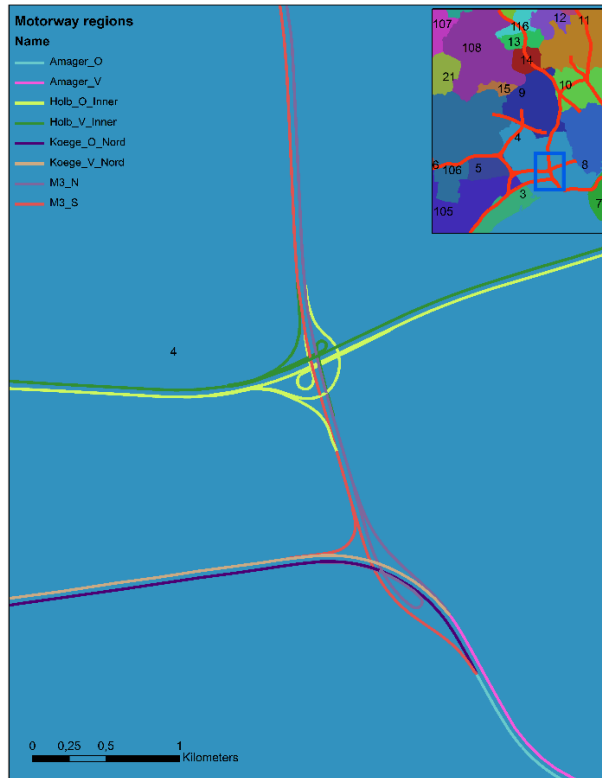 Motorway regions
Name
Amager_O
Amager_V
Holb_O_Inner
Holb_V_Inner
Koege_O_Nord
Koege_V_Nord
M3_N
M3_S
107
116
12
11
108
13
14
21
15
9
10
4
6
106
5
8
3
105
7
4
0 0,25 0,5 1
Kilometers